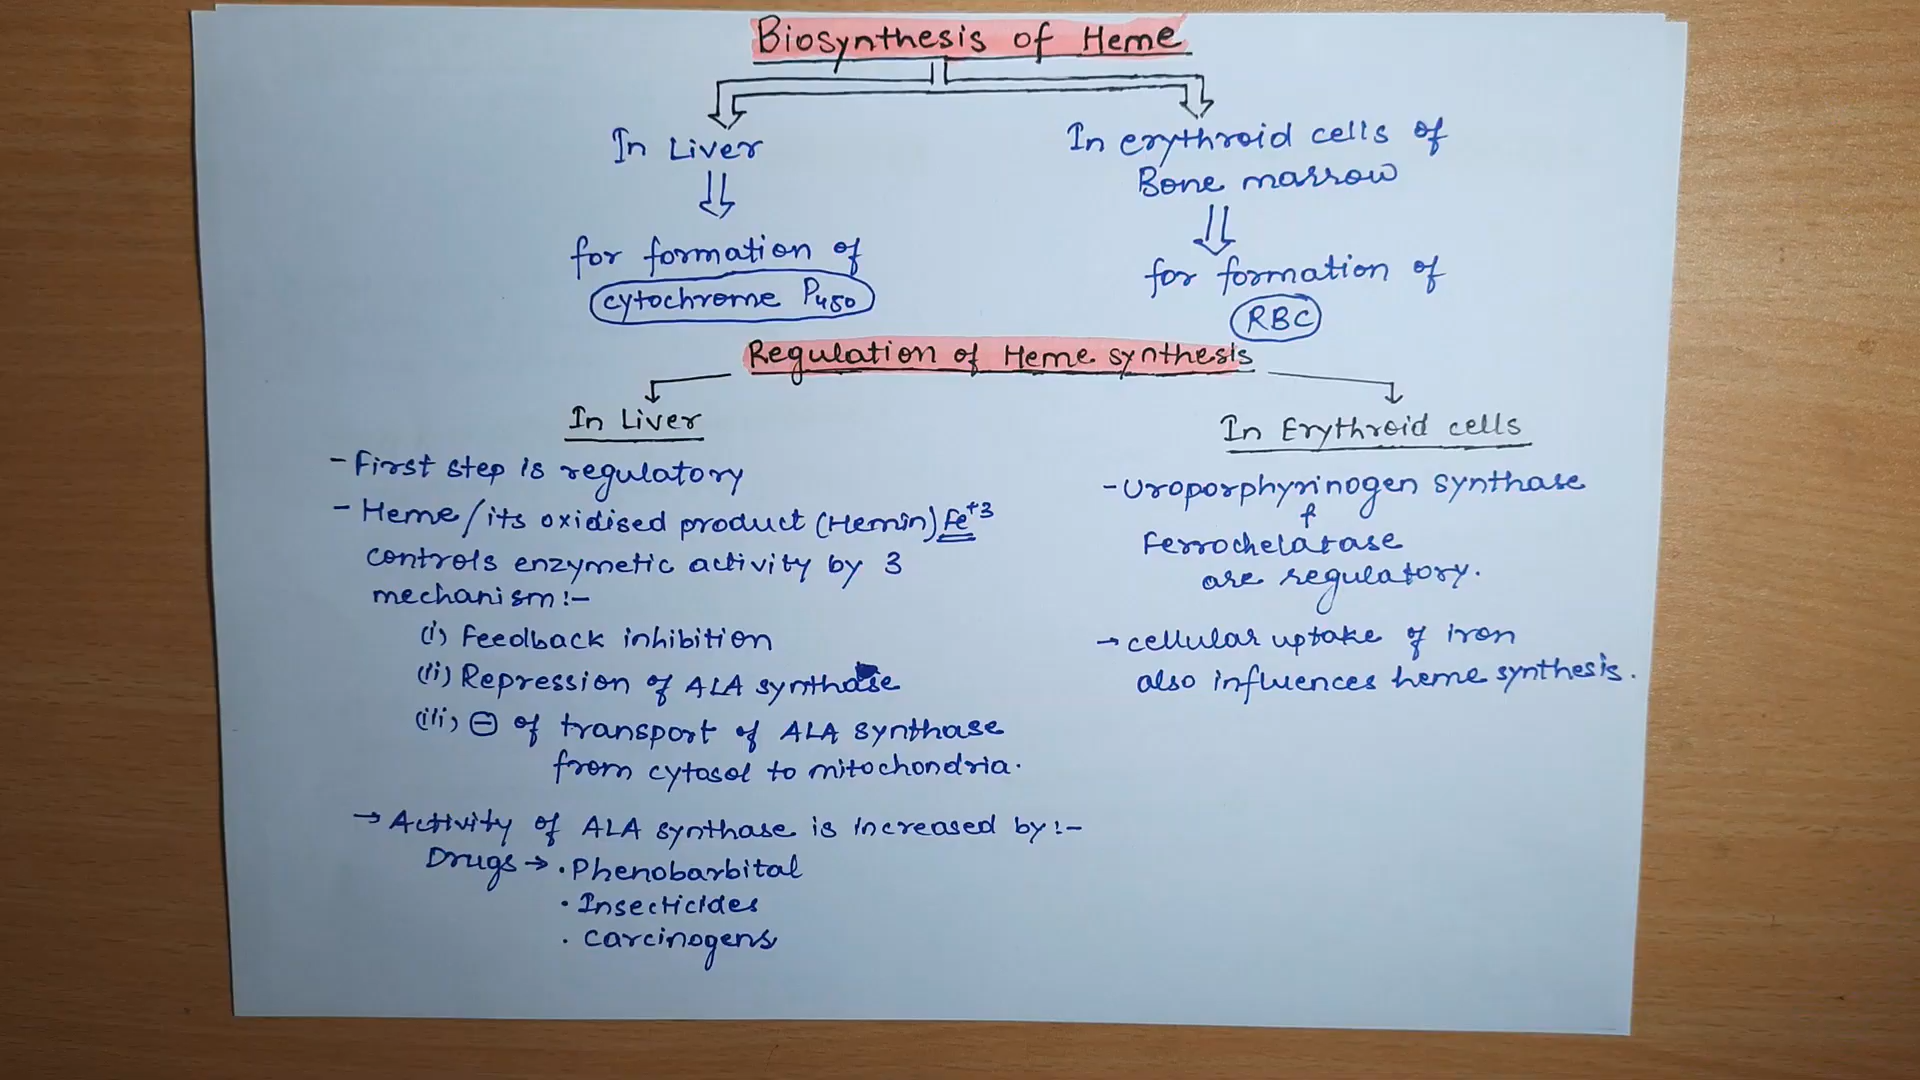 Biosynthesis of Heme
In Liver
for formation of
cytochrome P450
In erythroid cells of
Bone marrow
for formation of
RBC
Regulation of Heme synthesis
In Liver
- First step is regulatory
- Heme/its oxidised product (Hemin) Fe+3
controls enzymetic activity by 3
mechanism:-
(i) Feedback inhibition
(ii) Repression of ALA synthase
(iii) ⊖ of transport of ALA synthase
from cytosol to mitochondria.
→ Activity of ALA synthase is increased by:-
Drugs → • Phenobarbital
• Insecticides
• carcinogens
In Erythroid cells
- Uroporphyrinogen synthase
f
Ferrochelatase
are regulatory.
→ cellular uptake of iron
also influences heme synthesis.